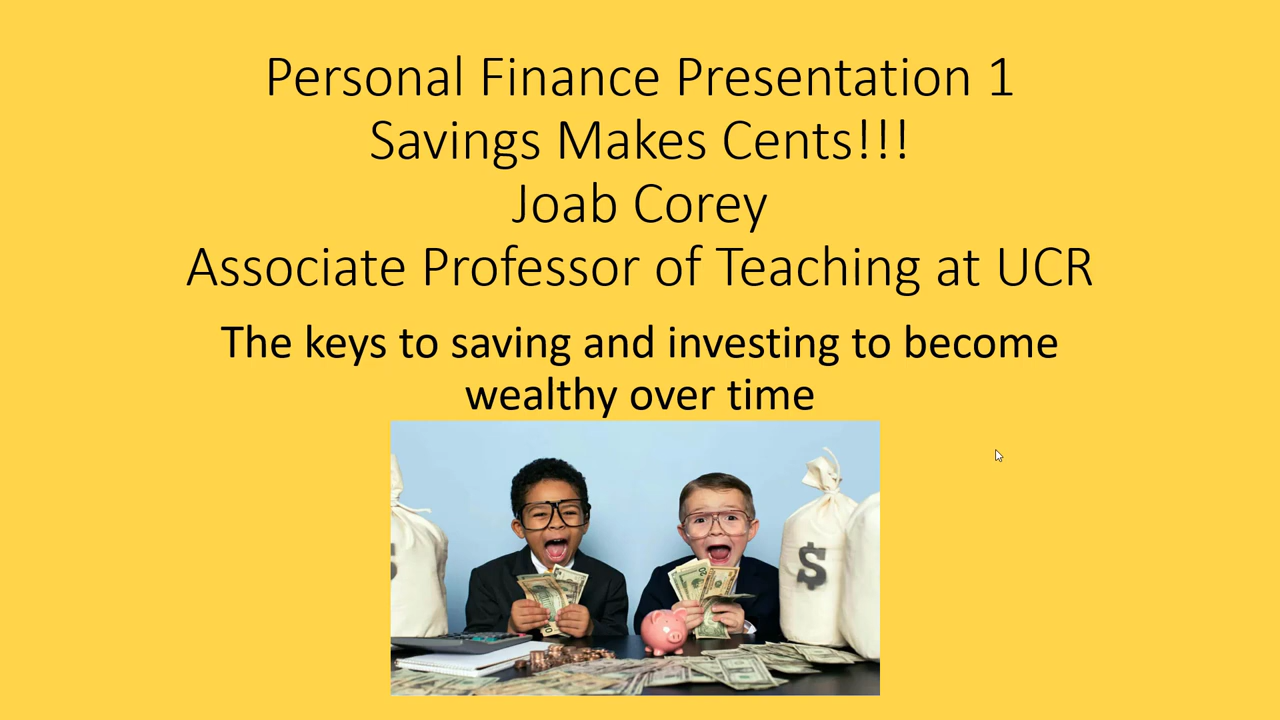 Personal Finance Presentation 1
Savings Makes Cents!!!
Joab Corey
Associate Professor of Teaching at UCR
The keys to saving and investing to become
wealthy over time
$